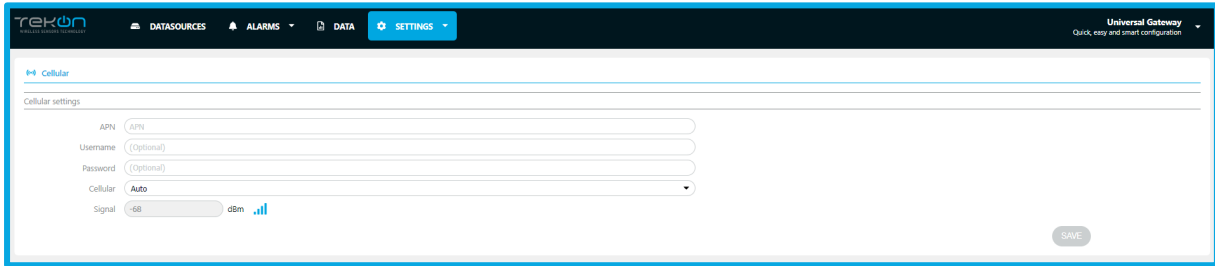 TEKON
WIRELESS SENSORS TECHNOLOGY
DATASOURCES
ALARMS
DATA
SETTINGS
Universal Gateway
Quick, easy and smart configuration
Cellular
Cellular settings
APN APN
Username (Optional)
Password (Optional)
Cellular Auto
Signal -68 dBm
SAVE